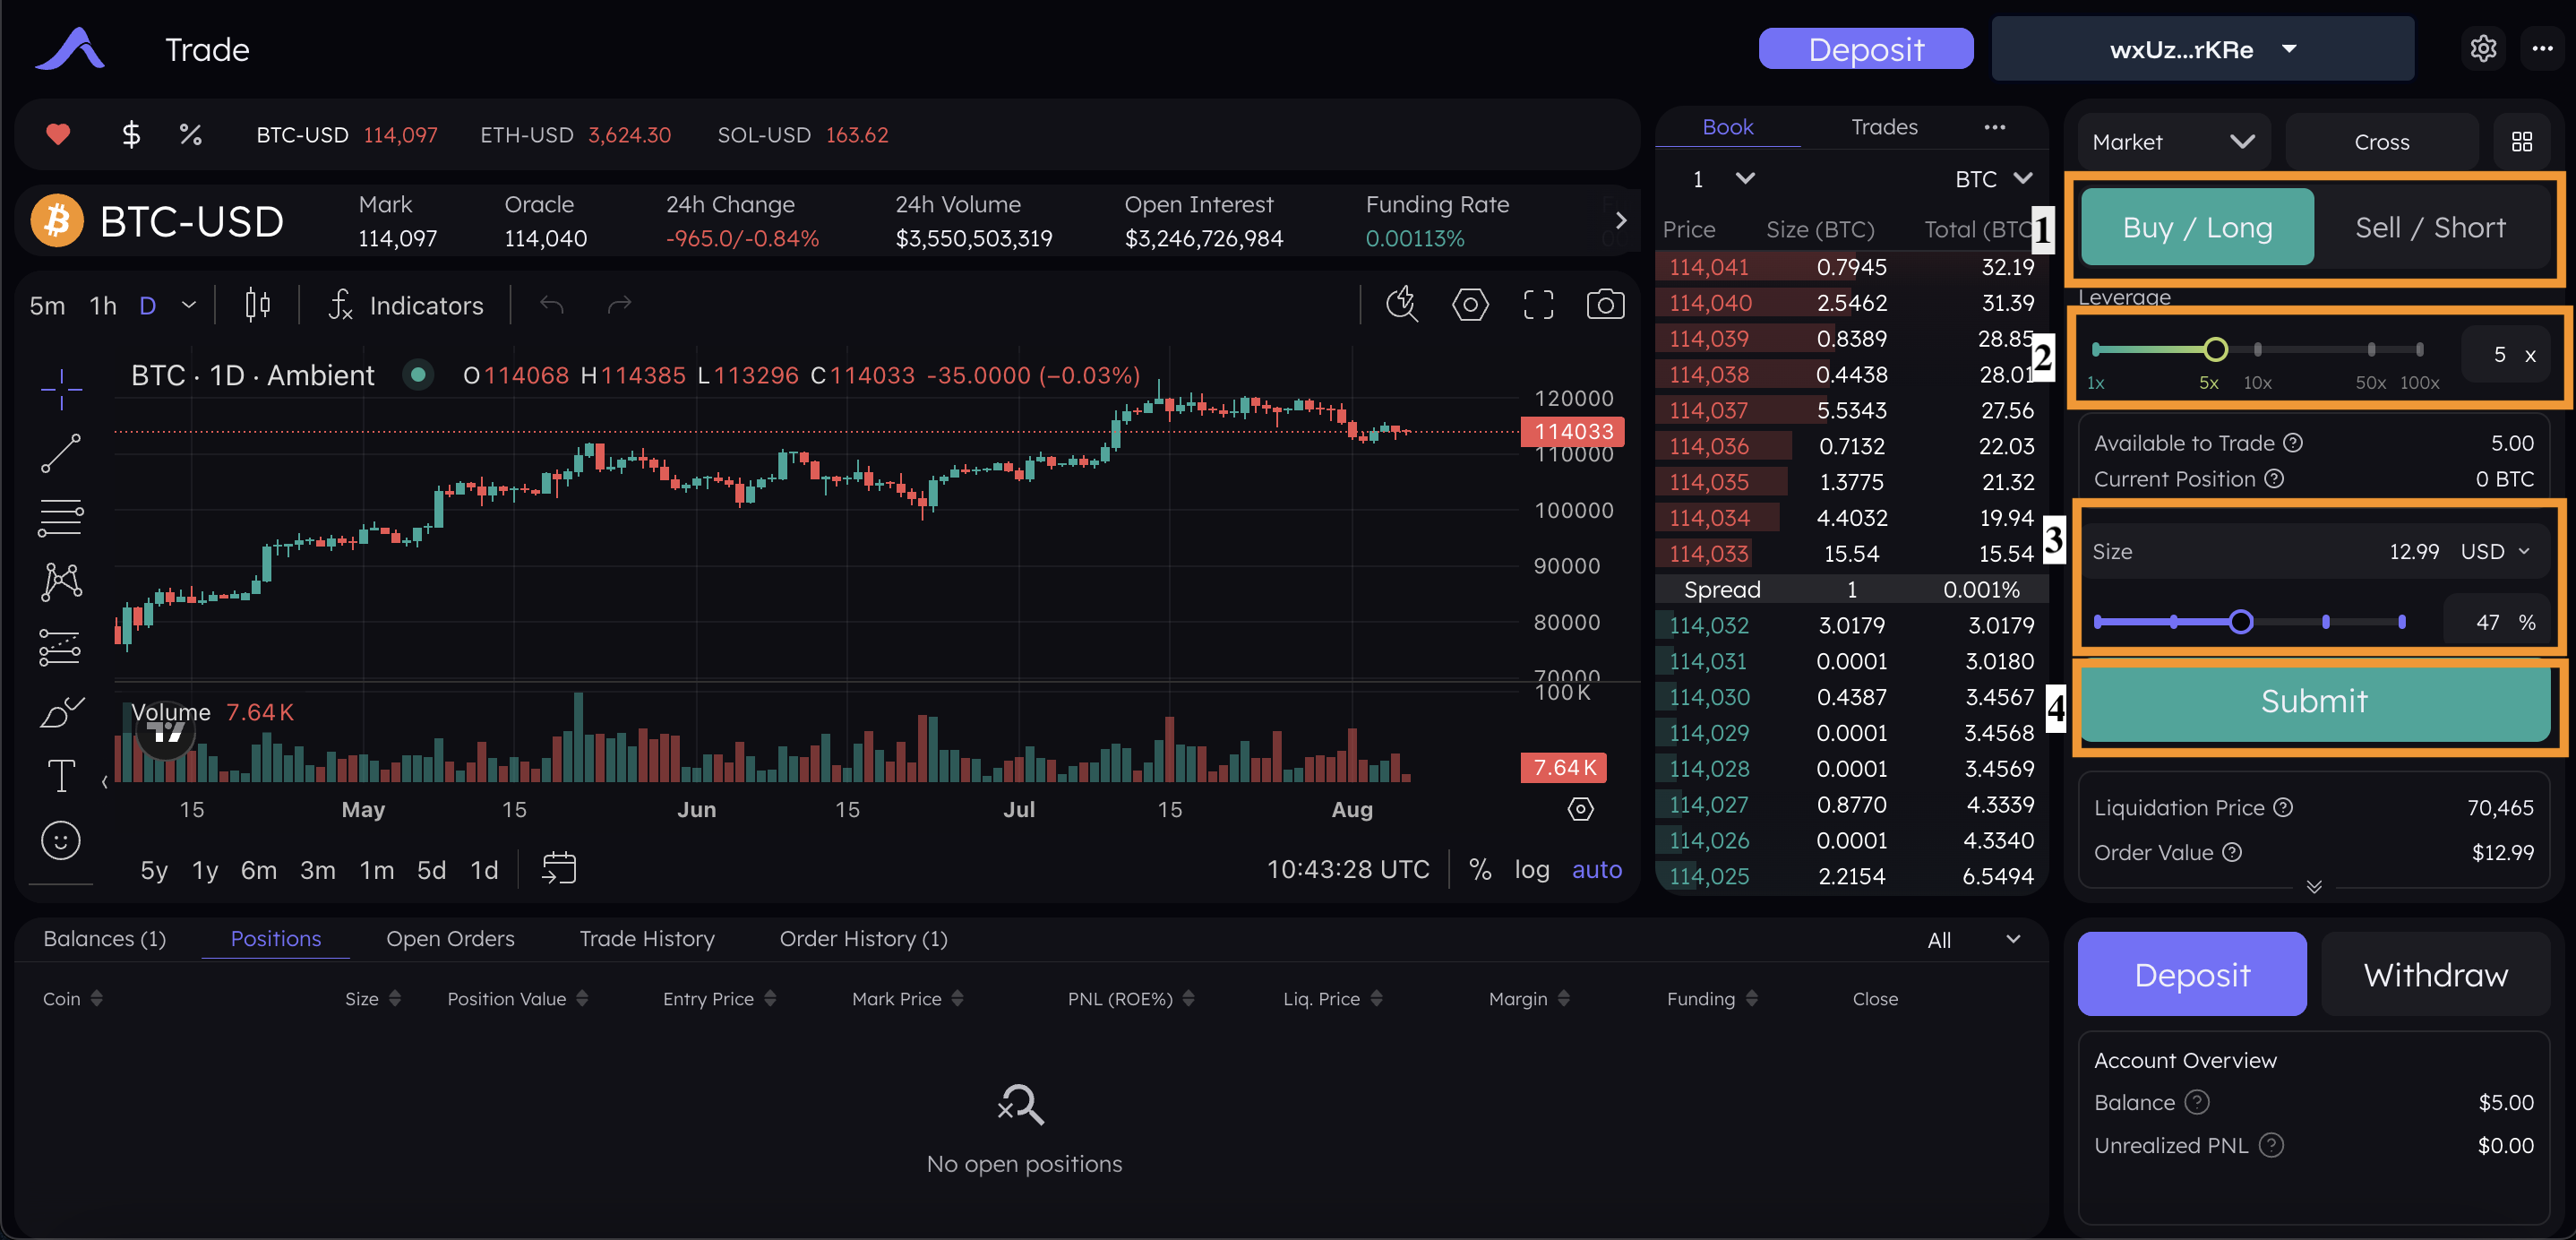 Trade
Deposit
wxUz...rKRe
BTC-USD 114,097 ETH-USD 3,624.30 SOL-USD 163.62
BTC-USD
Mark Oracle 24h Change 24h Volume Open Interest Funding Rate
114,097 114,040 -965.0/-0.84% $3,550,503,319 $3,246,726,984 0.00113%
5m 1h D Indicators
BTC · 1D · Ambient O114068 H114385 L113296 C114033 -35.0000 (−0.03%)
120000
114033
110000
100000
90000
80000
70000
100K
Volume 7.64K
7.64K
15 May 15 Jun 15 Jul 15 Aug
5y 1y 6m 3m 1m 5d 1d
10:43:28 UTC % log auto
Book Trades
1 BTC
Price Size (BTC) Total (BTC
114,041 0.7945 32.19
114,040 2.5462 31.39
114,039 0.8389 28.85
114,038 0.4438 28.01
114,037 5.5343 27.56
114,036 0.7132 22.03
114,035 1.3775 21.32
114,034 4.4032 19.94
114,033 15.54 15.54
Spread 1 0.001%
114,032 3.0179 3.0179
114,031 0.0001 3.0180
114,030 0.4387 3.4567
114,029 0.0001 3.4568
114,028 0.0001 3.4569
114,027 0.8770 4.3339
114,026 0.0001 4.3340
114,025 2.2154 6.5494
Market Cross
1
Buy / Long Sell / Short
Leverage
2
5 x
1x 5x 10x 50x 100x
Available to Trade ? 5.00
Current Position ? 0 BTC
3
Size 12.99 USD
47 %
4
Submit
Liquidation Price ? 70,465
Order Value ? $12.99
Balances (1) Positions Open Orders Trade History Order History (1) All
Coin Size Position Value Entry Price Mark Price PNL (ROE%) Liq. Price Margin Funding Close
No open positions
Deposit Withdraw
Account Overview
Balance ? $5.00
Unrealized PNL ? $0.00